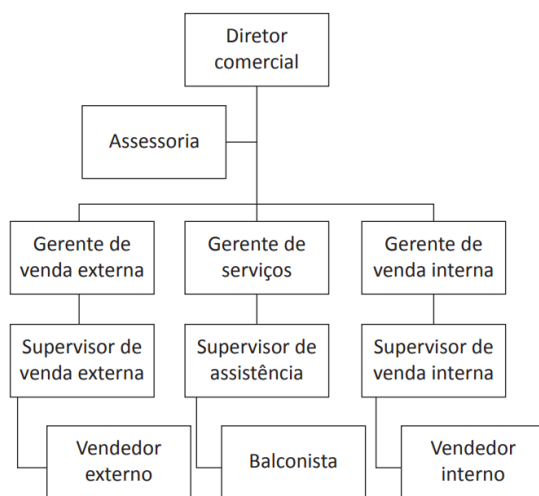 Diretor
comercial
Assessoria
Gerente de
venda externa
Gerente de
serviços
Gerente de
venda interna
Supervisor de
venda externa
Supervisor de
assistência
Supervisor de
venda interna
Vendedor
externo
Balconista
Vendedor
interno